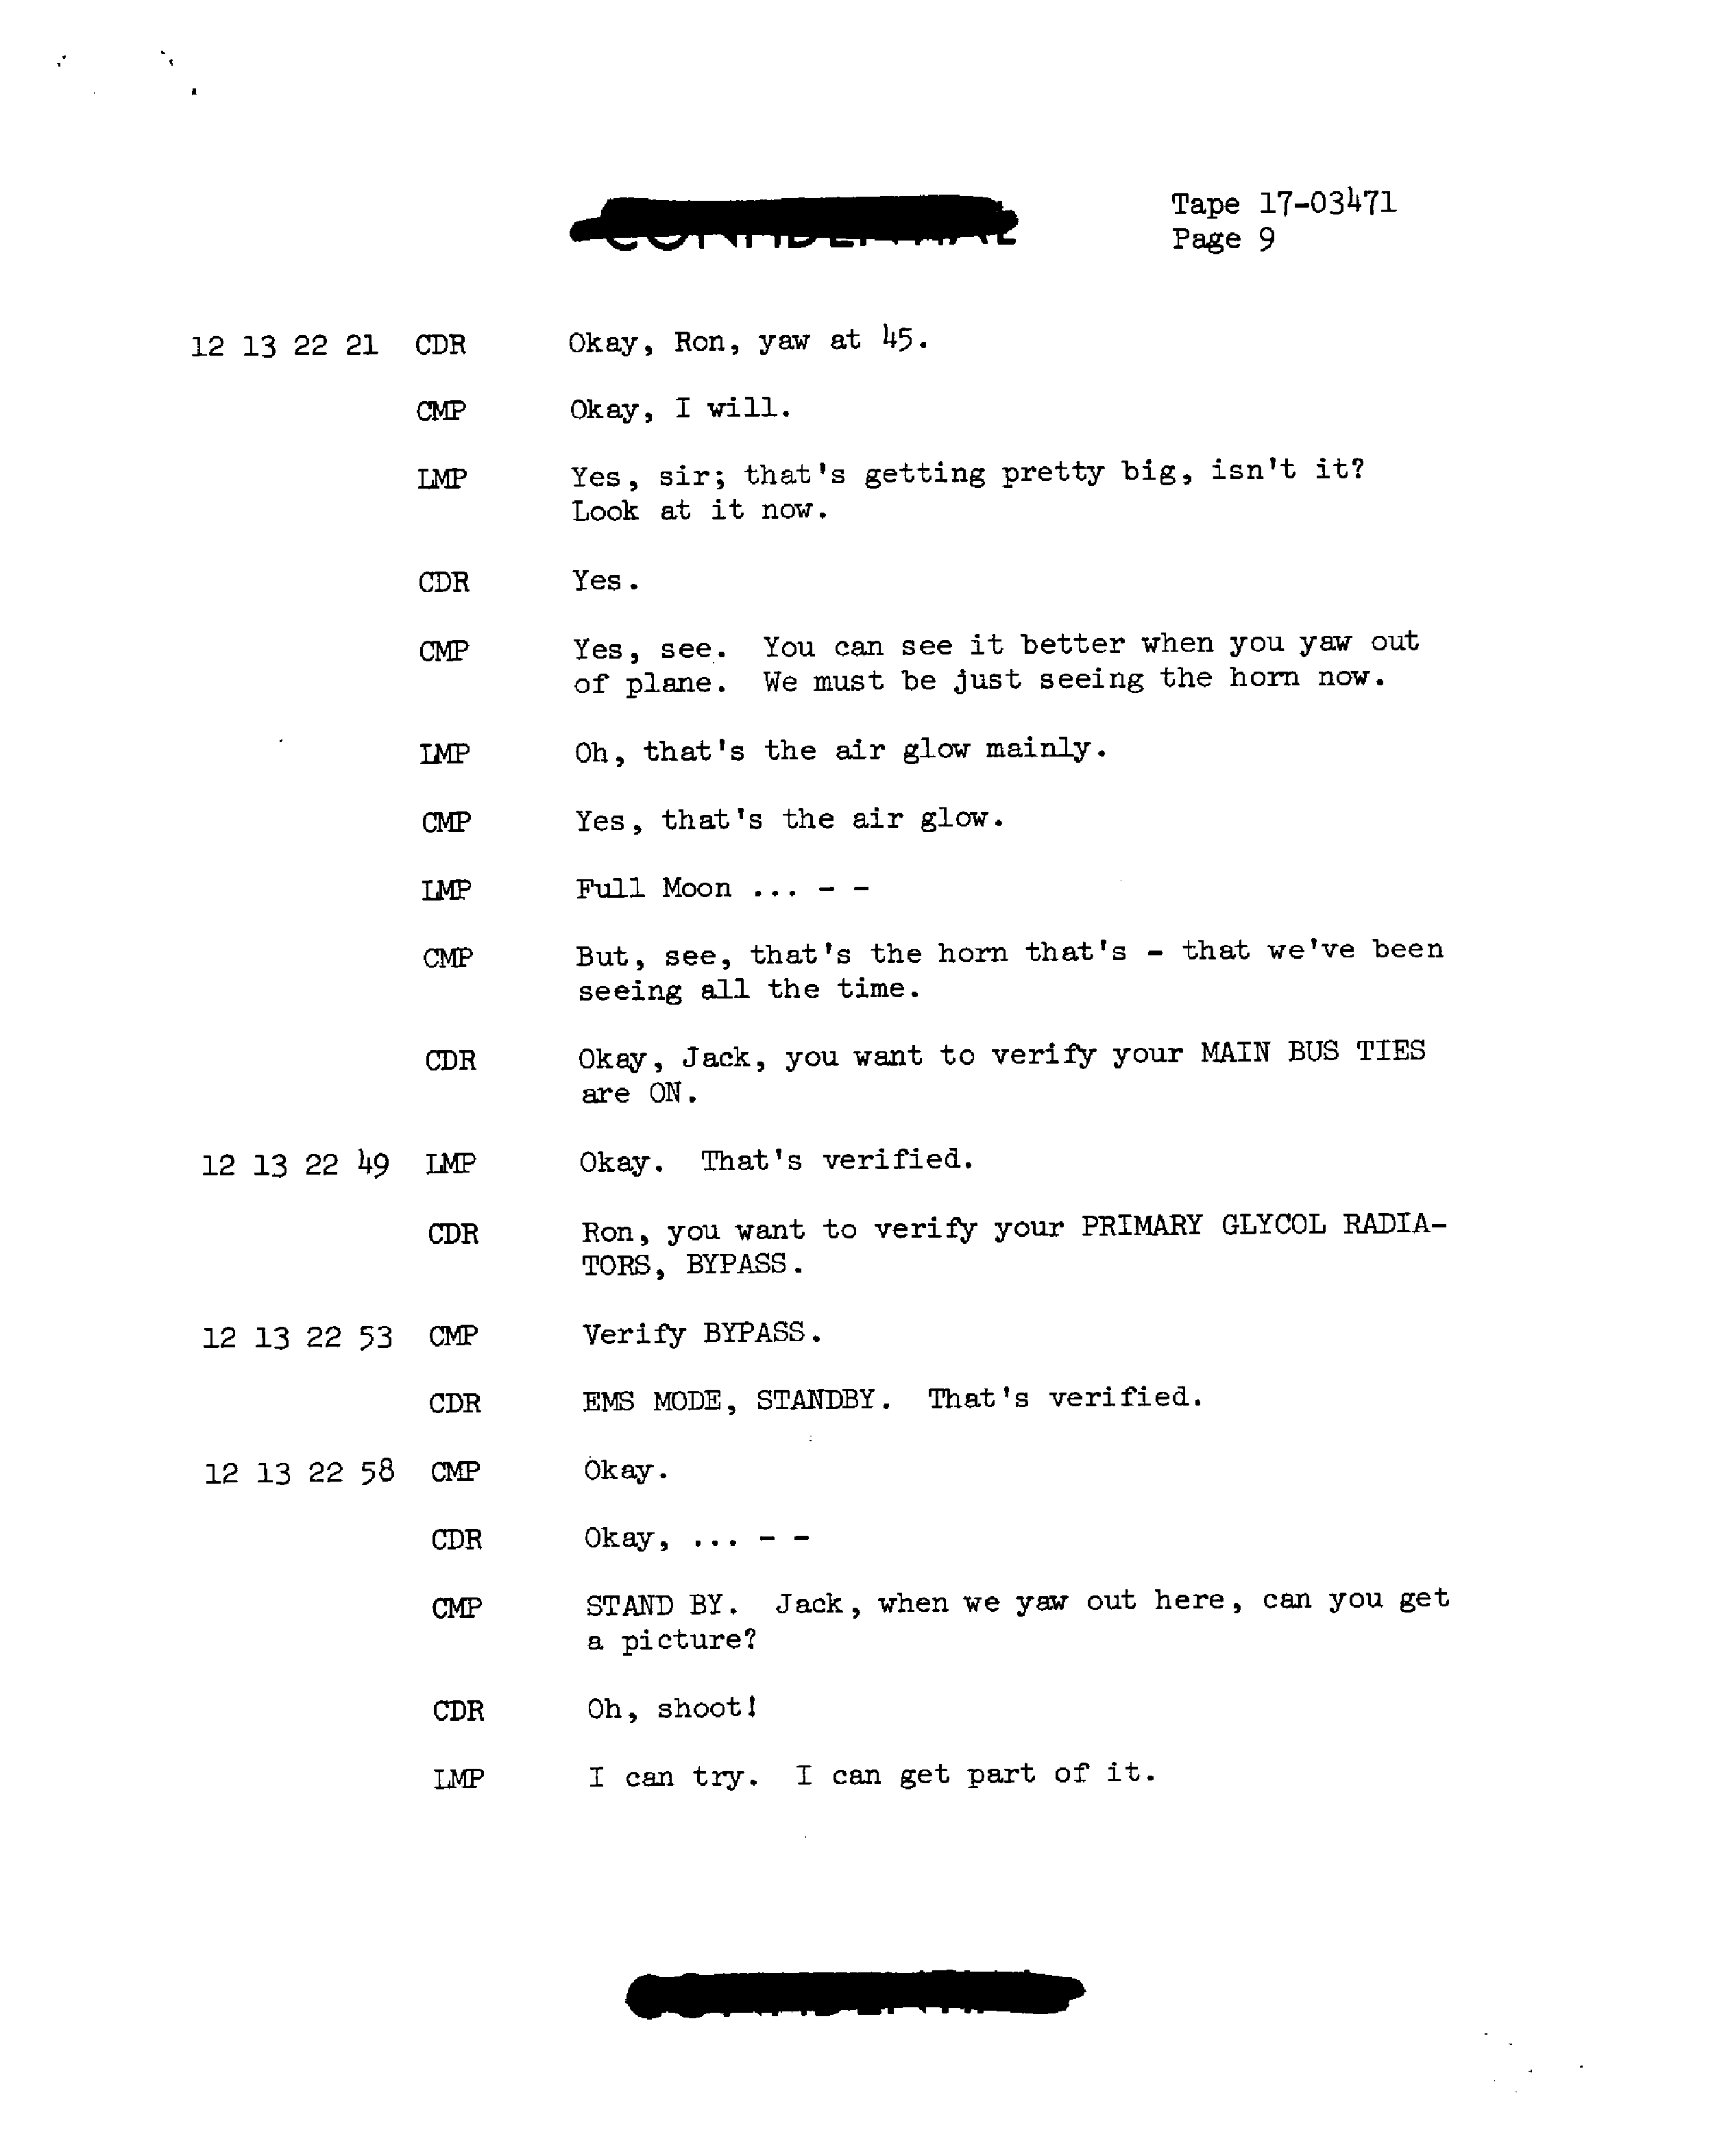 Tape 17-03471
Page 9
12 13 22 21 CDR Okay, Ron, yaw at 45.
CMP Okay, I will.
LMP Yes, sir; that's getting pretty big, isn't it?
Look at it now.
CDR Yes.
CMP Yes, see. You can see it better when you yaw out
of plane. We must be just seeing the horn now.
LMP Oh, that's the air glow mainly.
CMP Yes, that's the air glow.
LMP Full Moon ... - -
CMP But, see, that's the horn that's - that we've been
seeing all the time.
CDR Okay, Jack, you want to verify your MAIN BUS TIES
are ON.
12 13 22 49 LMP Okay. That's verified.
CDR Ron, you want to verify your PRIMARY GLYCOL RADIA-
TORS, BYPASS.
12 13 22 53 CMP Verify BYPASS.
CDR EMS MODE, STANDBY. That's verified.
12 13 22 58 CMP Okay.
CDR Okay, ... - -
CMP STAND BY. Jack, when we yaw out here, can you get
a picture?
CDR Oh, shoot!
LMP I can try. I can get part of it.